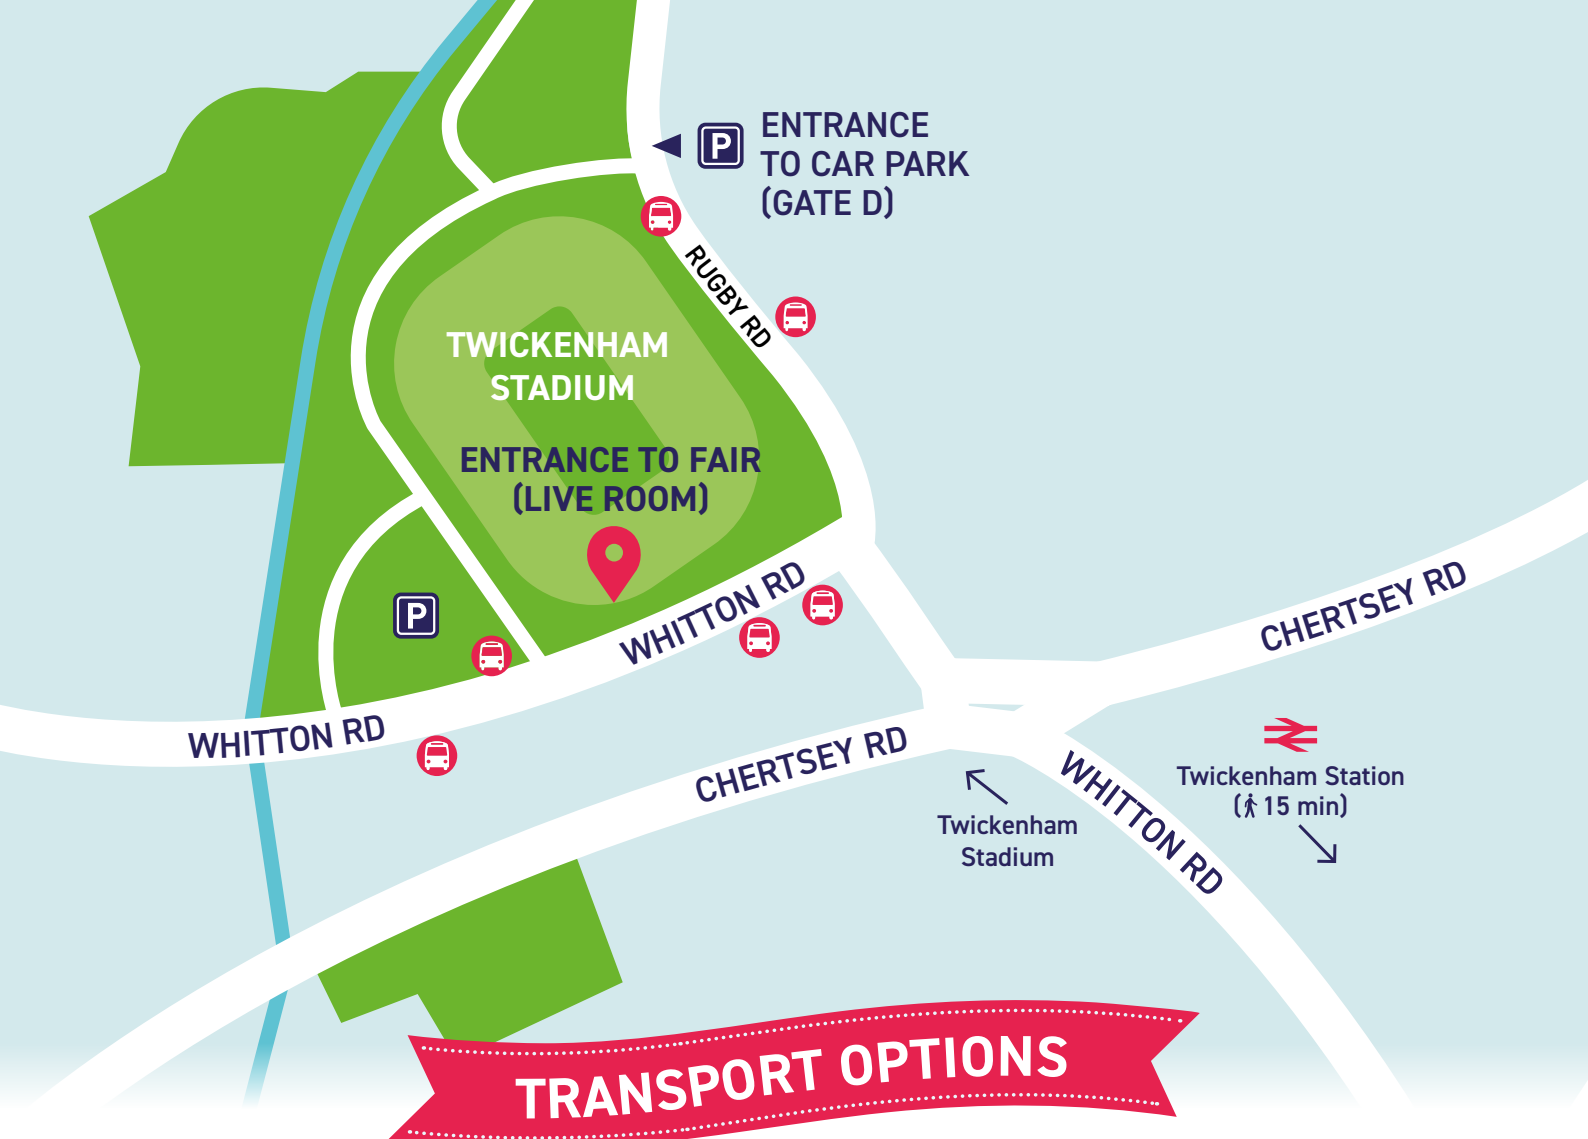 ENTRANCE
TO CAR PARK
(GATE D)
P
RUGBY RD
TWICKENHAM
STADIUM
ENTRANCE TO FAIR
(LIVE ROOM)
P
WHITTON RD
CHERTSEY RD
WHITTON RD
CHERTSEY RD
WHITTON RD
Twickenham Station
(15 min)
Twickenham
Stadium
TRANSPORT OPTIONS